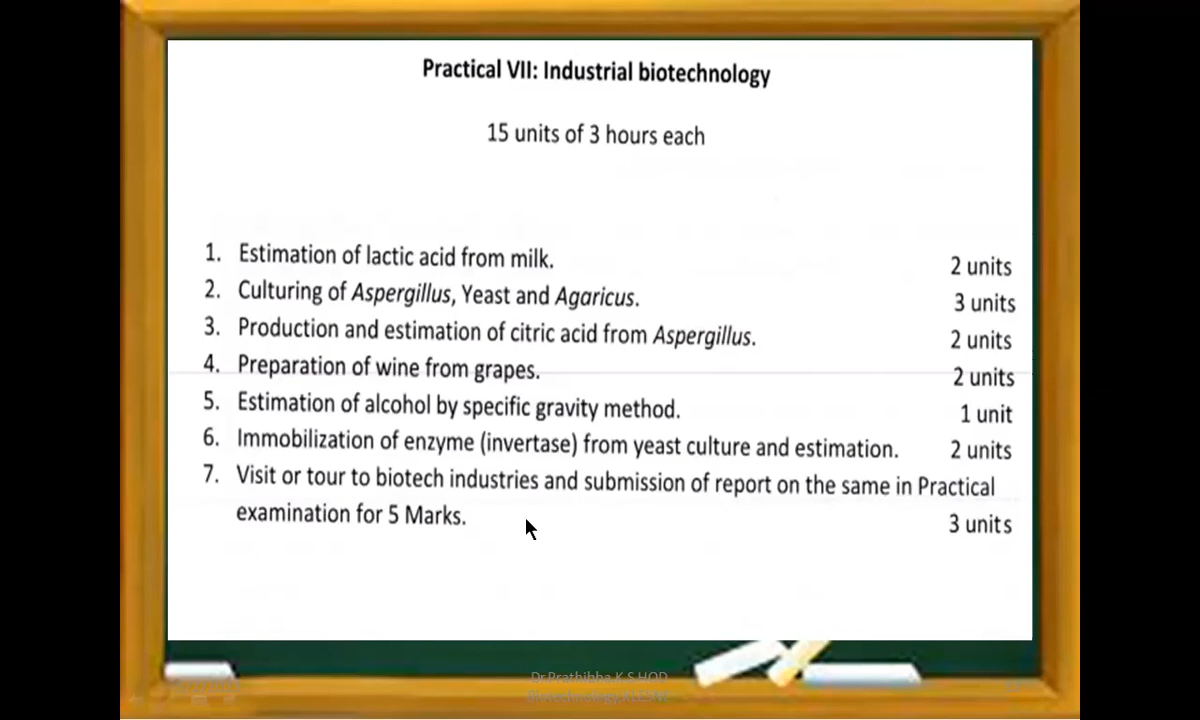 Practical VII: Industrial biotechnology
15 units of 3 hours each
1. Estimation of lactic acid from milk. 2 units
2. Culturing of Aspergillus, Yeast and Agaricus. 3 units
3. Production and estimation of citric acid from Aspergillus. 2 units
4. Preparation of wine from grapes. 2 units
5. Estimation of alcohol by specific gravity method. 1 unit
6. Immobilization of enzyme (invertase) from yeast culture and estimation. 2 units
7. Visit or tour to biotech industries and submission of report on the same in Practical
examination for 5 Marks. 3 units
Dr.Prathibha K S HOD
Biotechnology